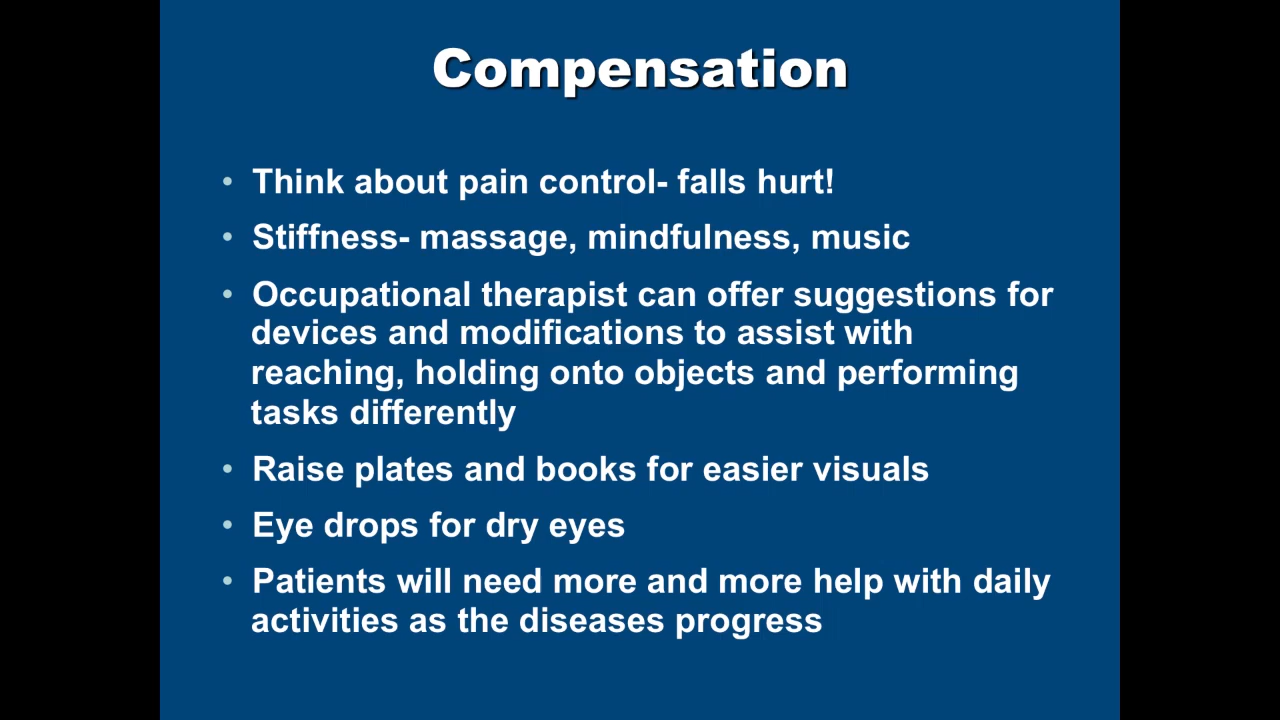 Compensation
• Think about pain control- falls hurt!
• Stiffness- massage, mindfulness, music
• Occupational therapist can offer suggestions for
devices and modifications to assist with
reaching, holding onto objects and performing
tasks differently
• Raise plates and books for easier visuals
• Eye drops for dry eyes
• Patients will need more and more help with daily
activities as the diseases progress